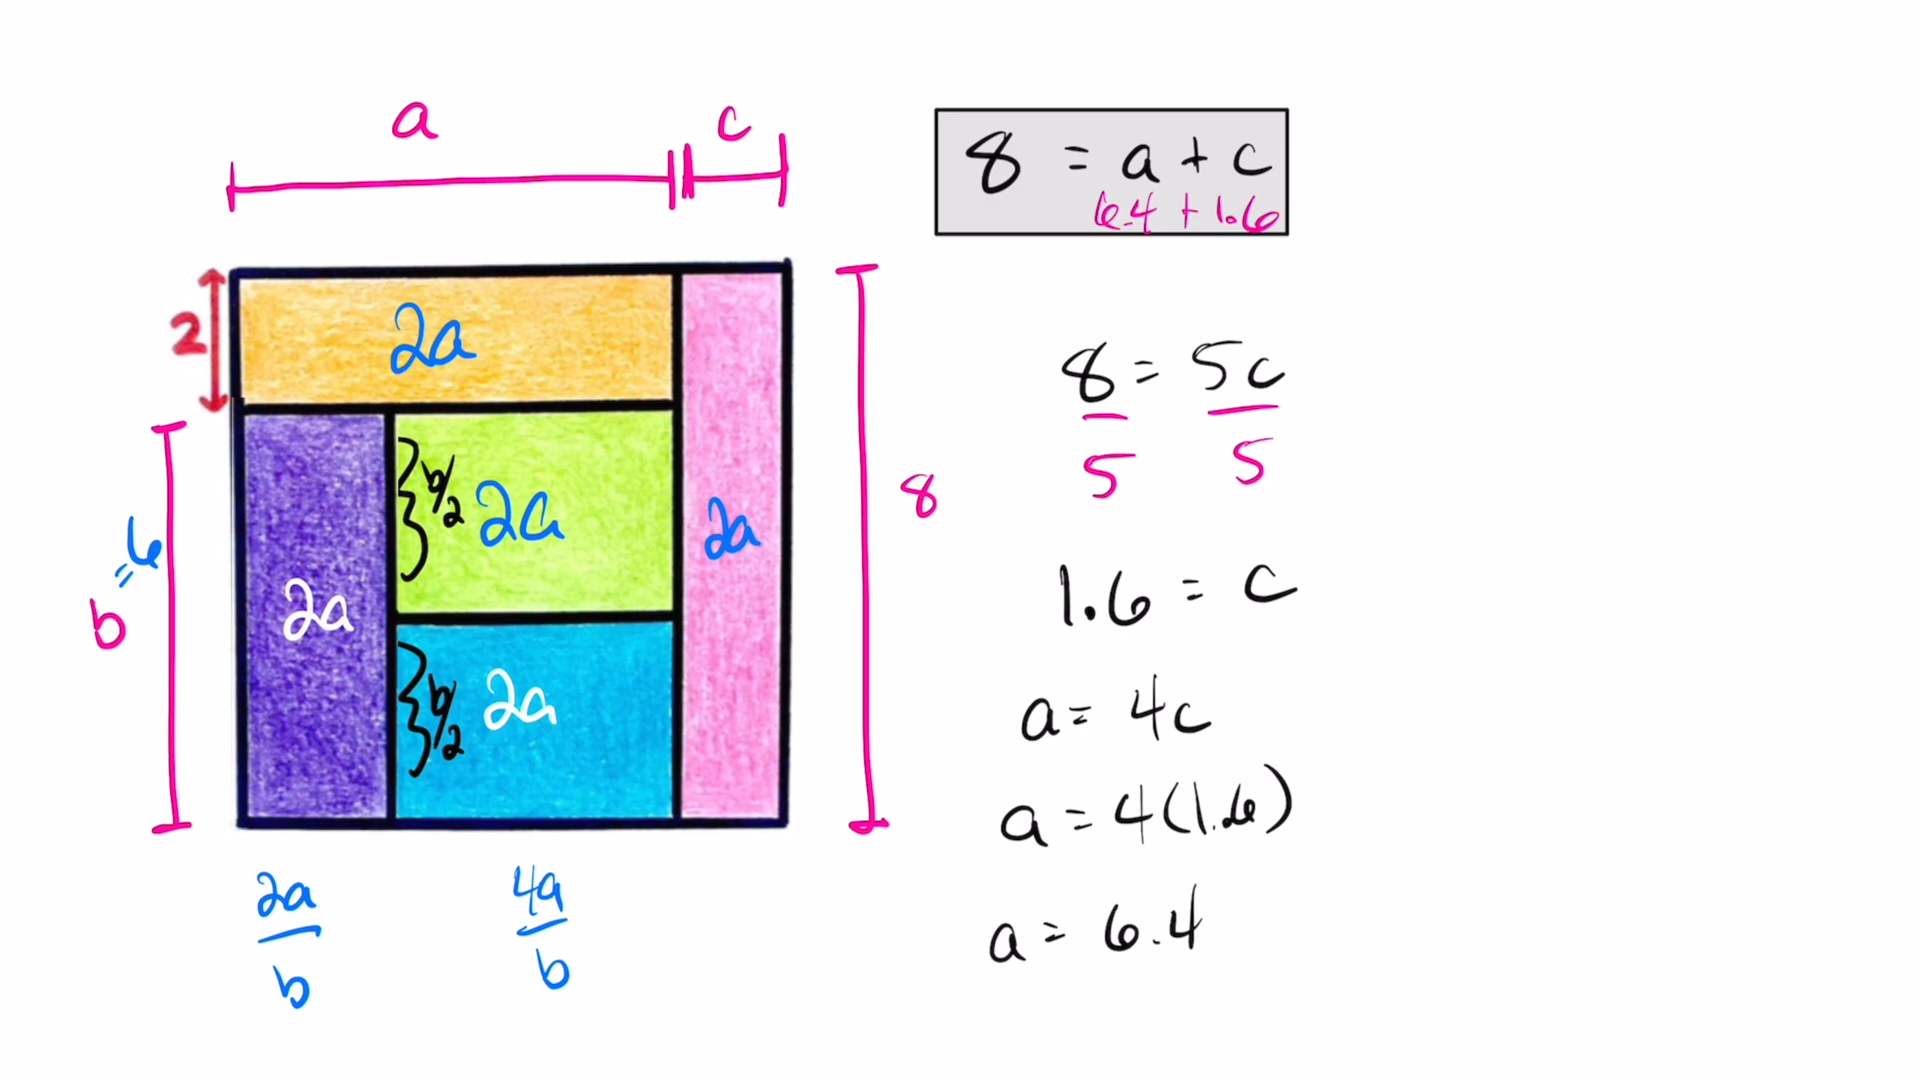 a
c
8 = a + c
6.4 + 1.6
2
2a
8 = 5c
5 5
b/2
2a
2a
8
=6
b
2a
1.6 = c
b/2
2a
a = 4c
a = 4(1.6)
2a
b
4a
b
a = 6.4